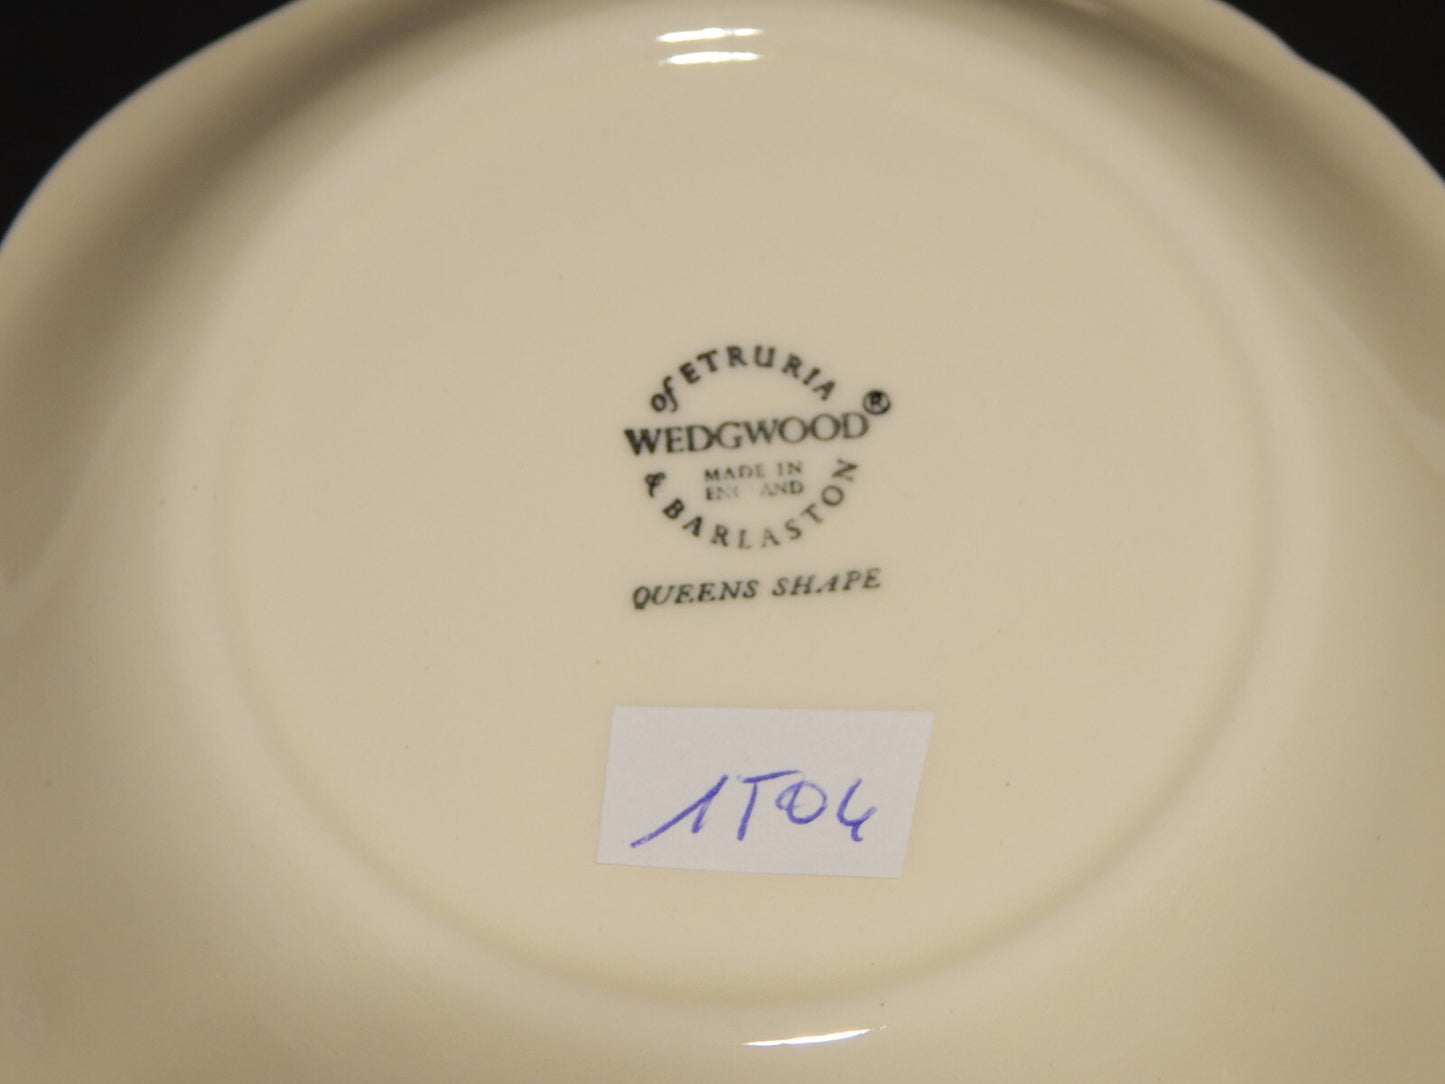 of ETRURIA
WEDGWOOD®
MADE IN
ENGLAND
& BARLASTON
QUEENS SHAPE
1T04